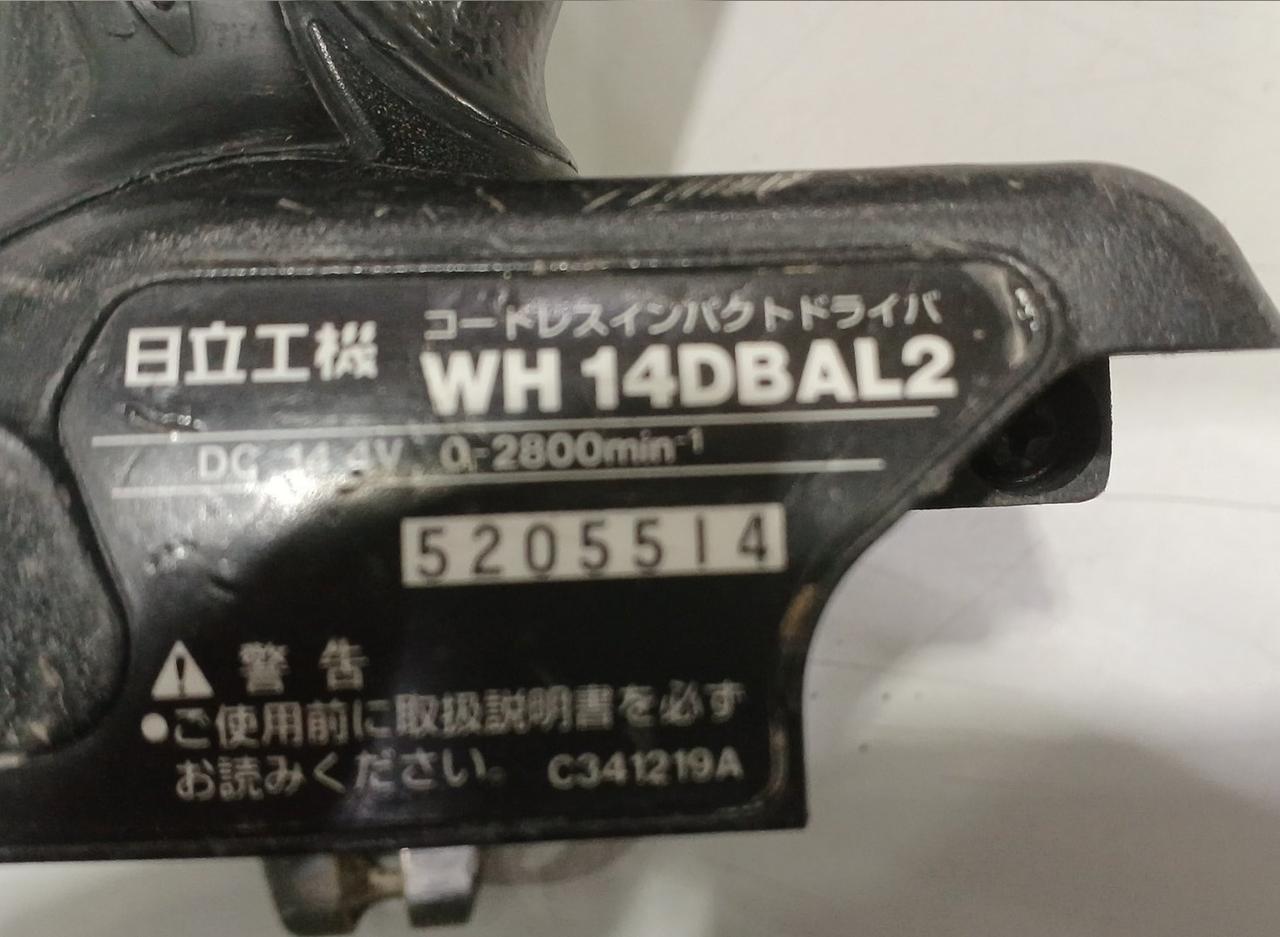 コードレスインパクトドライバ
日立工機 WH 14DBAL2
DC 14.4V 0-2800min⁻¹
5205514
⚠ 警告
●ご使用前に取扱説明書を必ず
お読みください。 C341219A